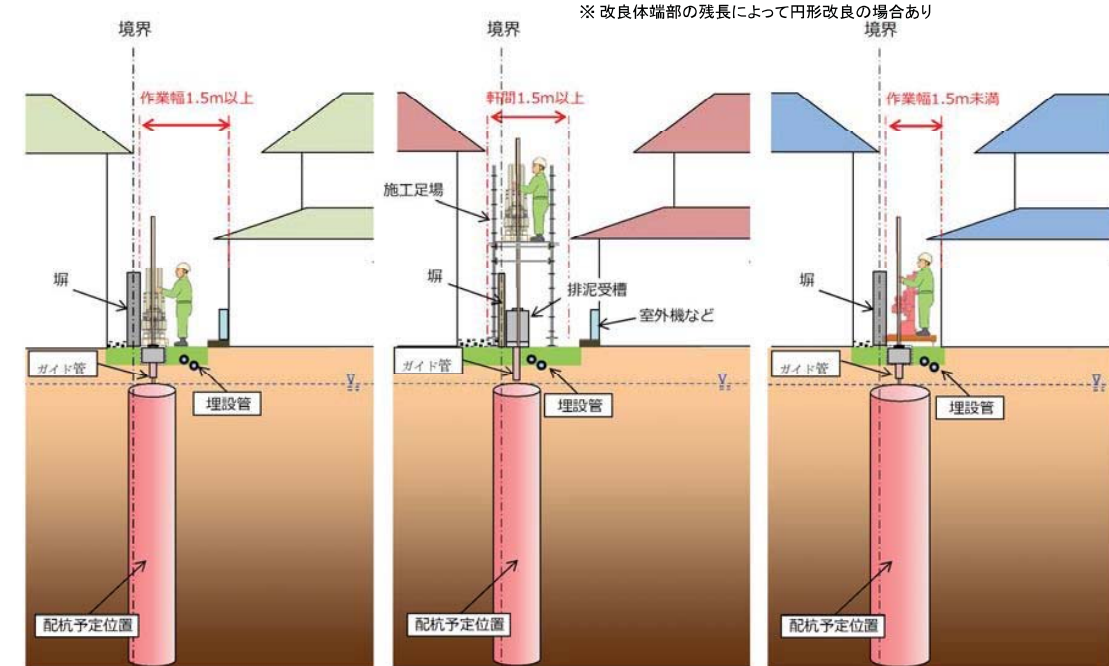 ※ 改良体端部の残長によって円形改良の場合あり
境界
作業幅1.5m以上
塀
ガイド管
埋設管
配杭予定位置
境界
軒間1.5m以上
施工足場
塀
排泥受槽
室外機など
ガイド管
埋設管
配杭予定位置
境界
作業幅1.5m未満
塀
ガイド管
埋設管
配杭予定位置